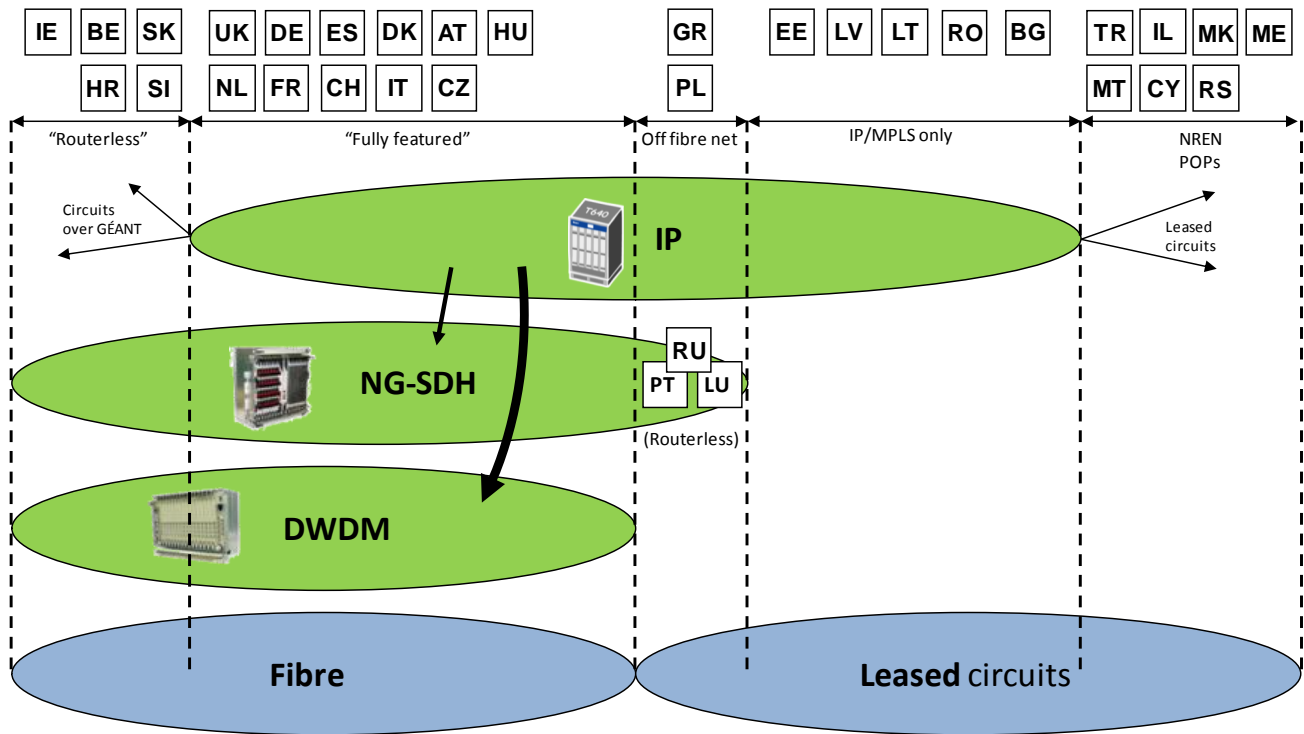 IE BE SK UK DE ES DK AT HU GR EE LV LT RO BG TR IL MK ME
HR SI NL FR CH IT CZ PL MT CY RS
“Routerless” “Fully featured” Off fibre net IP/MPLS only NREN
POPs
Circuits
over GÉANT
T640
IP
Leased
circuits
NG-SDH
RU
PT LU
(Routerless)
DWDM
Fibre
Leased circuits